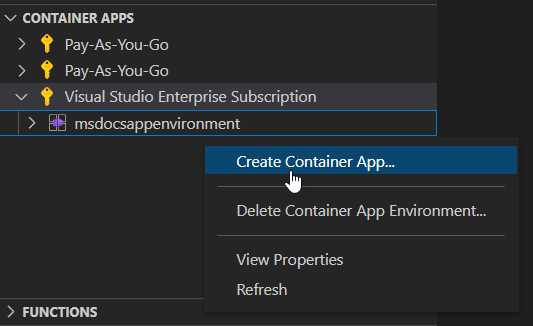 CONTAINER APPS
Pay-As-You-Go
Pay-As-You-Go
Visual Studio Enterprise Subscription
msdocsappenvironment
Create Container App...
Delete Container App Environment...
View Properties
Refresh
FUNCTIONS